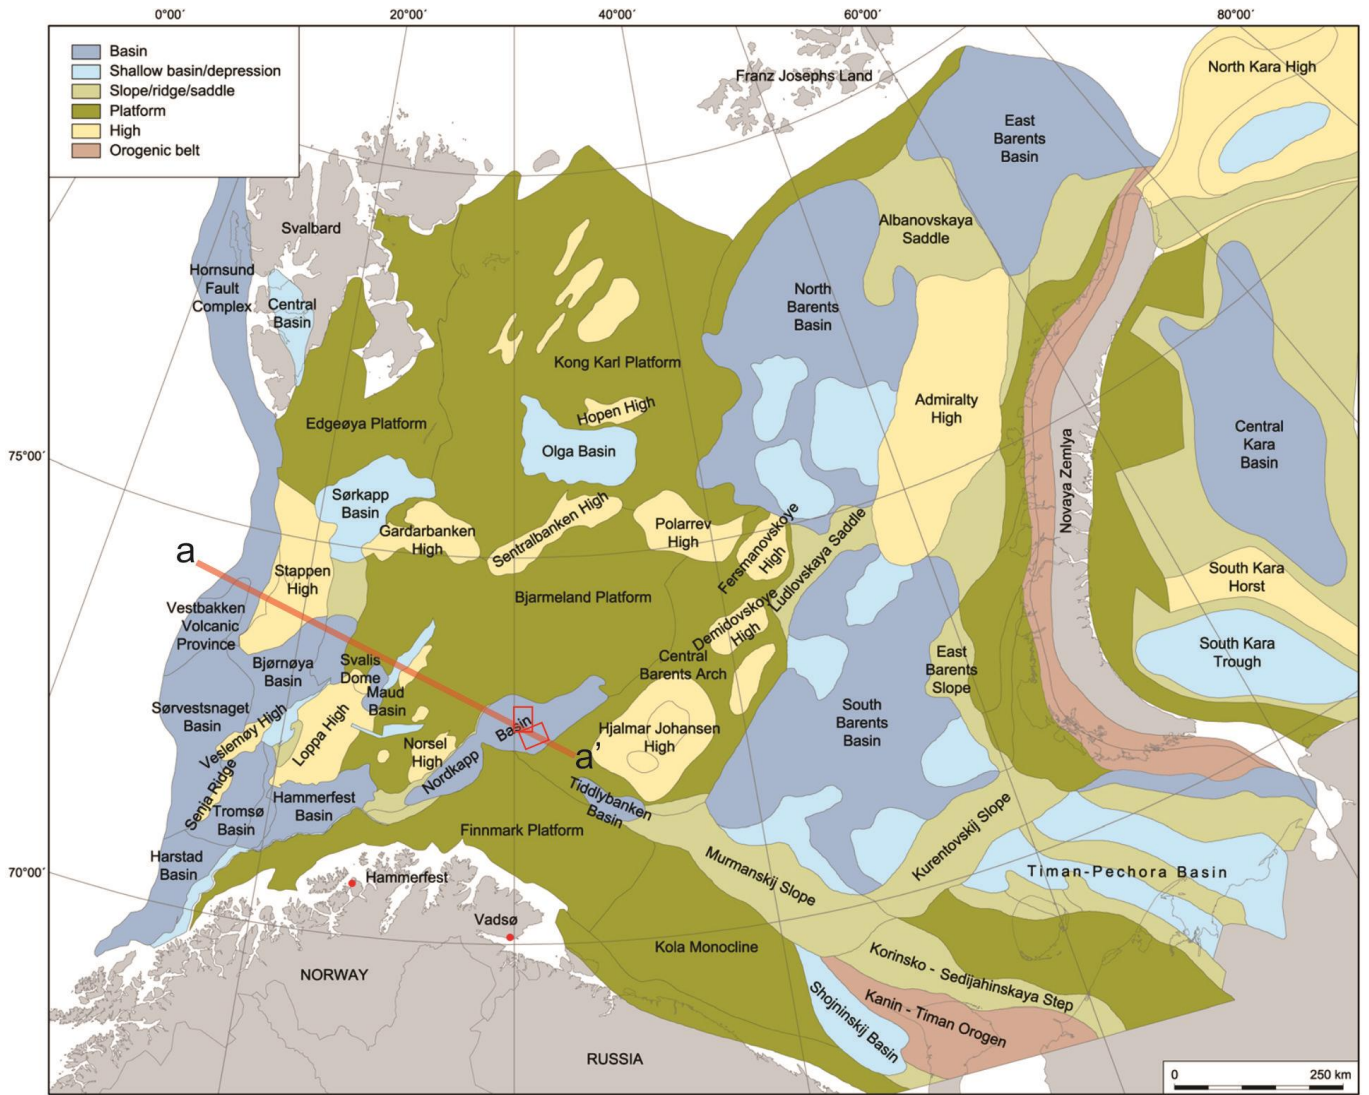 0°00´
20°00´
40°00´
60°00´
80°00´
Basin
Shallow basin/depression
Slope/ridge/saddle
Platform
High
Orogenic belt
Franz Josephs Land
North Kara High
East
Barents
Basin
Svalbard
Albanovskaya
Saddle
Hornsund
Fault
Complex
Central
Basin
North
Barents
Basin
Kong Karl Platform
Hopen High
Admiralty
High
Edgeøya Platform
Olga Basin
Central
Kara
Basin
75°00´
Sørkapp
Basin
Gardarbanken
High
Sentralbanken High
Polarrev
High
Fersmanovskoye
High
Ludlovskaya Saddle
Novaya Zemlya
a
Stappen
High
Bjarmeland Platform
South Kara
Horst
Vestbakken
Volcanic
Province
Demidovskoye
High
South Kara
Trough
Bjørnøya
Basin
Svalis
Dome
Maud
Basin
Central
Barents Arch
East
Barents
Slope
Sørvestsnaget
Basin
Veslemøy High
Loppa High
South
Barents
Basin
Norsel
High
Nordkapp
Basin
Hjalmar Johansen
High
a’
Senja Ridge
Tromsø
Basin
Hammerfest
Basin
Tiddlybanken
Basin
Finnmark Platform
Harstad
Basin
70°00´
Murmanskij Slope
Kurentovskij Slope
Timan-Pechora Basin
Hammerfest
Vadsø
NORWAY
Kola Monocline
Korinsko - Sedijahinskaya Step
Shojninskij Basin
Kanin - Timan Orogen
RUSSIA
0
250 km